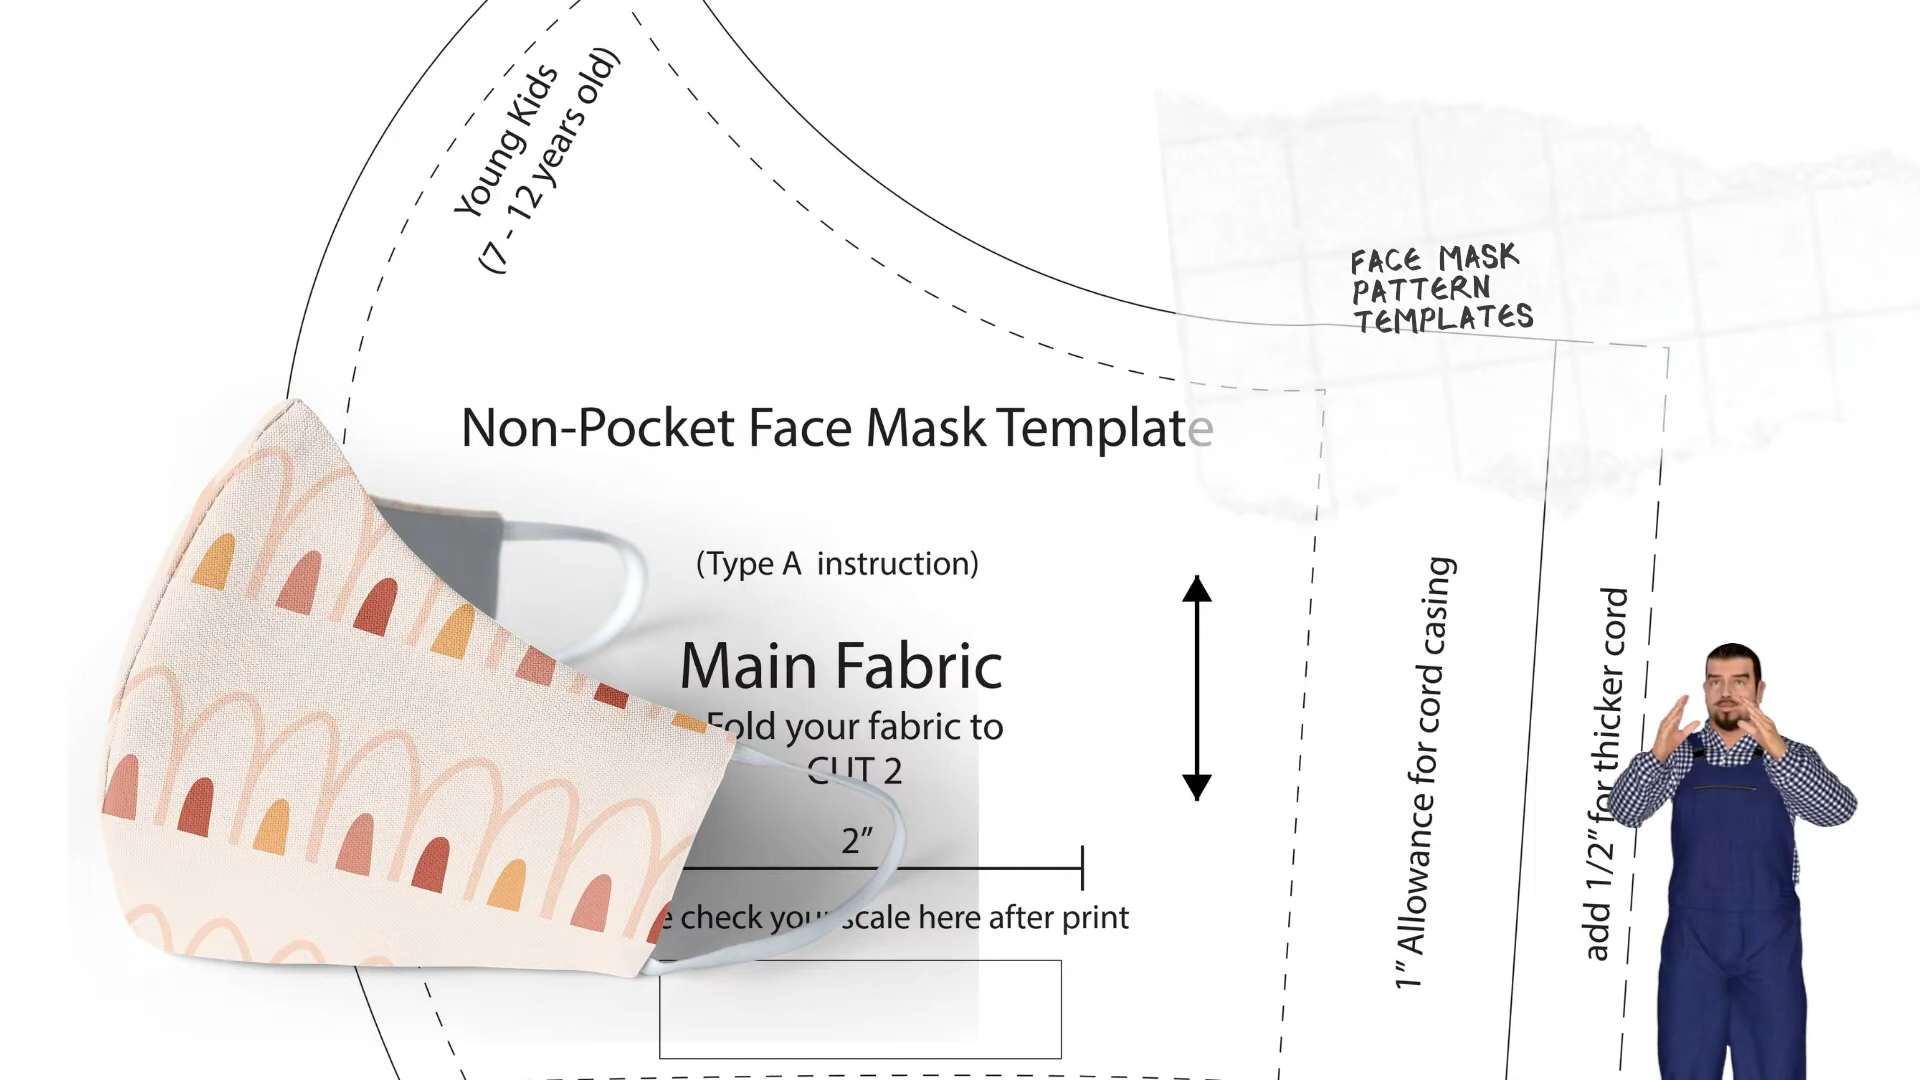 Young Kids
(7 - 12 years old)
FACE MASK
PATTERN
TEMPLATES
Non-Pocket Face Mask Template
(Type A instruction)
Main Fabric
Fold your fabric to
CUT 2
2”
check your scale here after print
1” Allowance for cord casing
add 1/2” for thicker cord